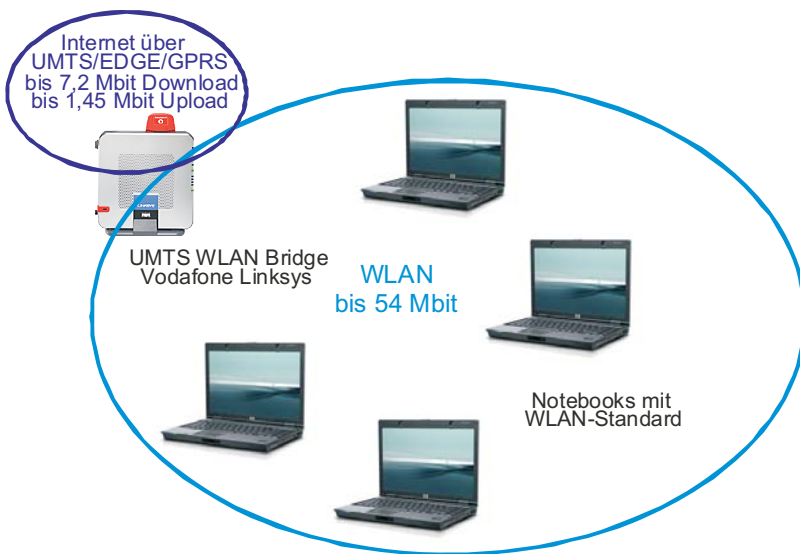 Internet über
UMTS/EDGE/GPRS
bis 7,2 Mbit Download
bis 1,45 Mbit Upload
UMTS WLAN Bridge
Vodafone Linksys
WLAN
bis 54 Mbit
Notebooks mit
WLAN-Standard